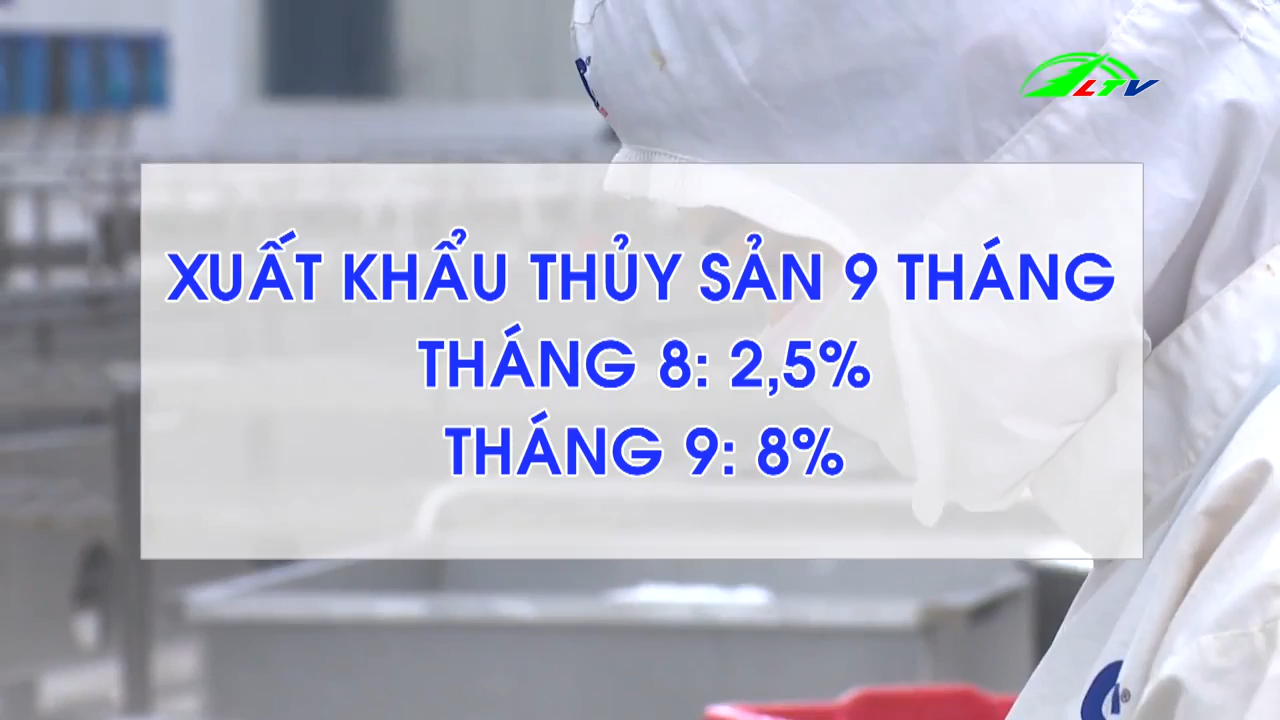 LTV
XUẤT KHẨU THỦY SẢN 9 THÁNG
THÁNG 8: 2,5%
THÁNG 9: 8%